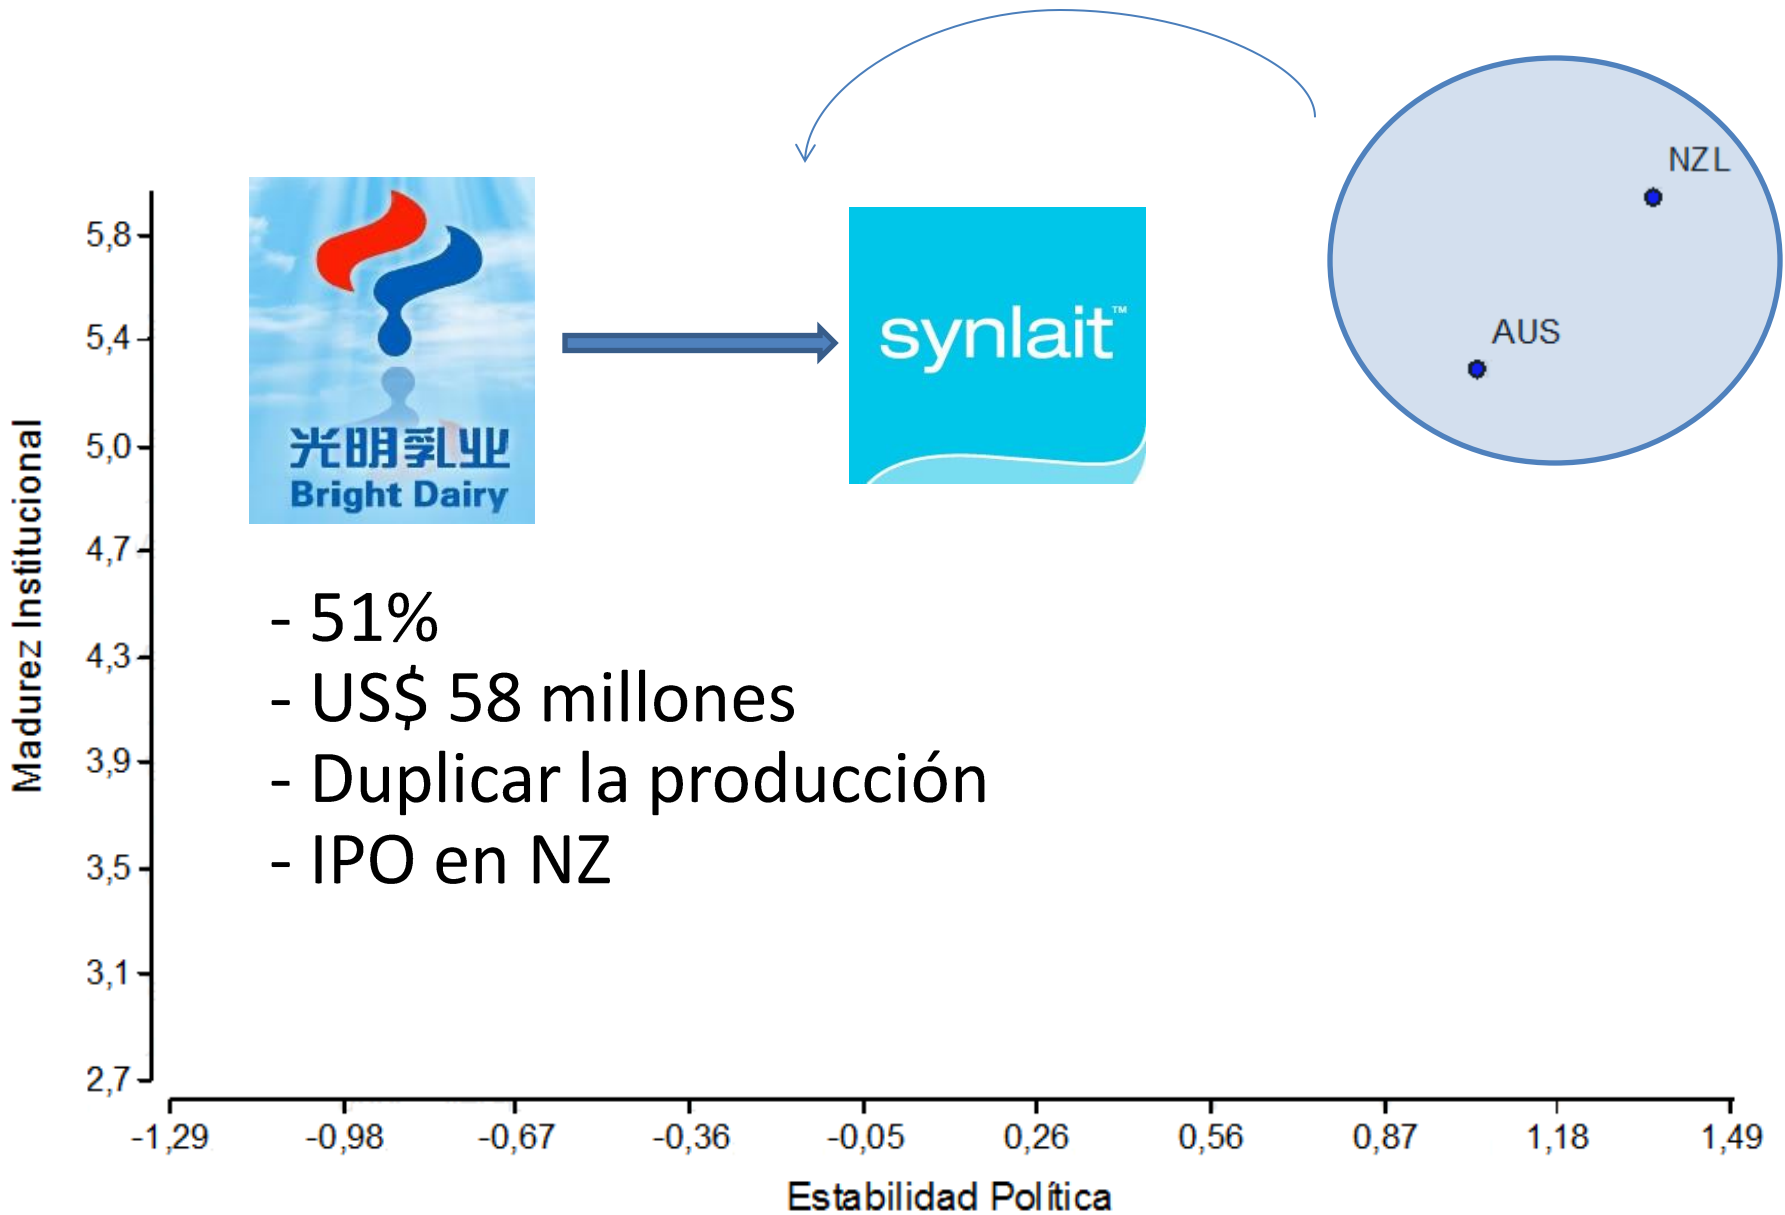 NZL
AUS
光明乳业
Bright Dairy
synlait™
- 51%
- US$ 58 millones
- Duplicar la producción
- IPO en NZ
Madurez Institucional
5,8
5,4
5,0
4,7
4,3
3,9
3,5
3,1
2,7
-1,29 -0,98 -0,67 -0,36 -0,05 0,26 0,56 0,87 1,18 1,49
Estabilidad Política